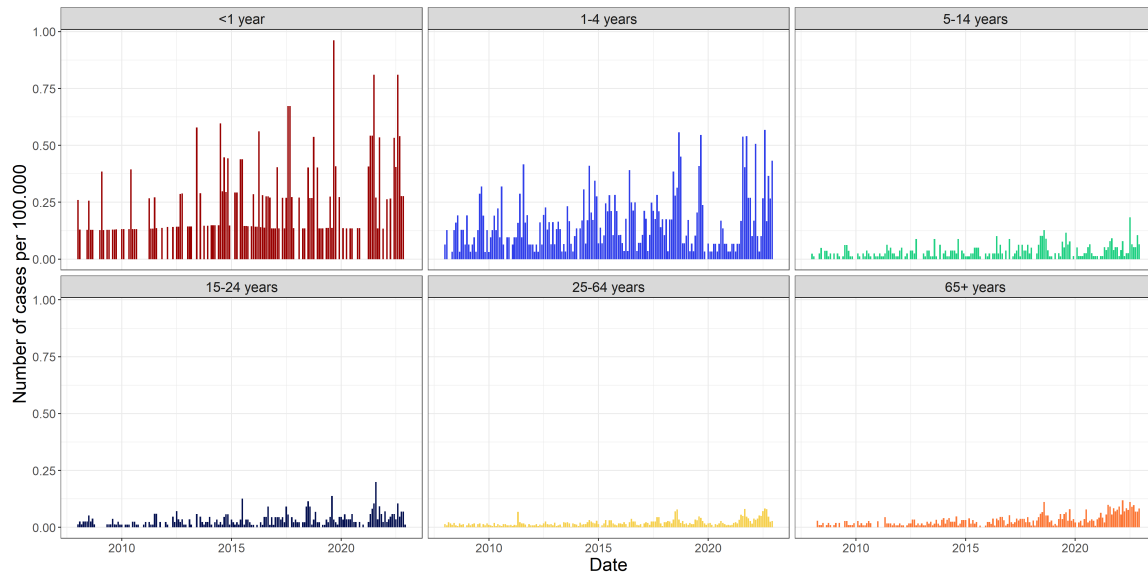 <1 year
1-4 years
5-14 years
1.00
0.75
0.50
0.25
0.00
15-24 years
25-64 years
65+ years
1.00
0.75
0.50
0.25
0.00
2010 2015 2020
2010 2015 2020
2010 2015 2020
Date
Number of cases per 100.000